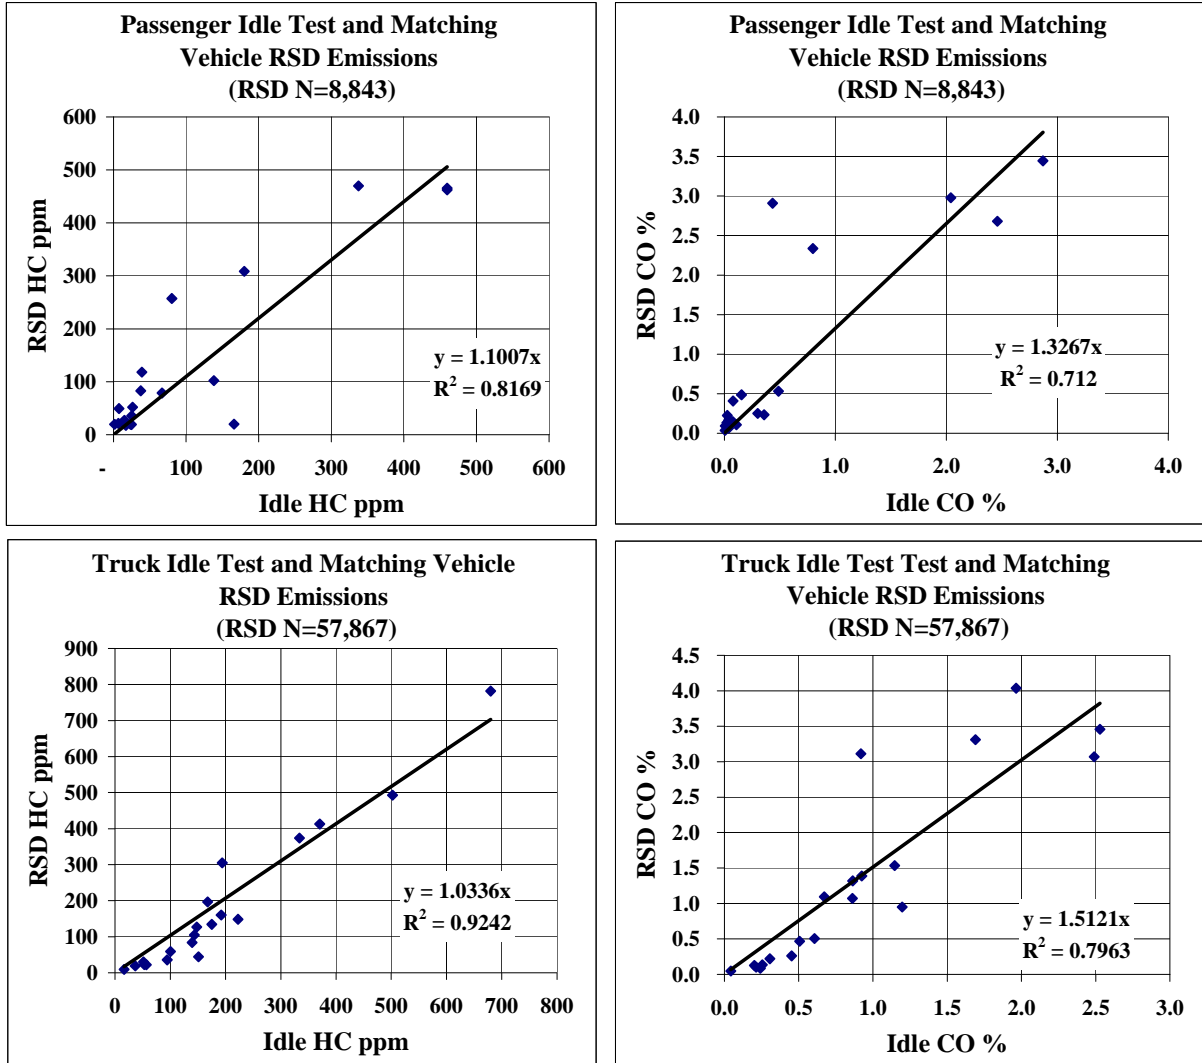 Passenger Idle Test and Matching
Vehicle RSD Emissions
(RSD N=8,843)
600
500
400
300
200
100
0
RSD HC ppm
y = 1.1007x
R² = 0.8169
- 100 200 300 400 500 600
Idle HC ppm
Passenger Idle Test and Matching
Vehicle RSD Emissions
(RSD N=8,843)
4.0
3.5
3.0
2.5
2.0
1.5
1.0
0.5
0.0
RSD CO %
y = 1.3267x
R² = 0.712
0.0 1.0 2.0 3.0 4.0
Idle CO %
Truck Idle Test and Matching Vehicle
RSD Emissions
(RSD N=57,867)
900
800
700
600
500
400
300
200
100
0
RSD HC ppm
y = 1.0336x
R² = 0.9242
0 100 200 300 400 500 600 700 800
Idle HC ppm
Truck Idle Test Test and Matching
Vehicle RSD Emissions
(RSD N=57,867)
4.5
4.0
3.5
3.0
2.5
2.0
1.5
1.0
0.5
0.0
RSD CO %
y = 1.5121x
R² = 0.7963
0.0 0.5 1.0 1.5 2.0 2.5 3.0
Idle CO %